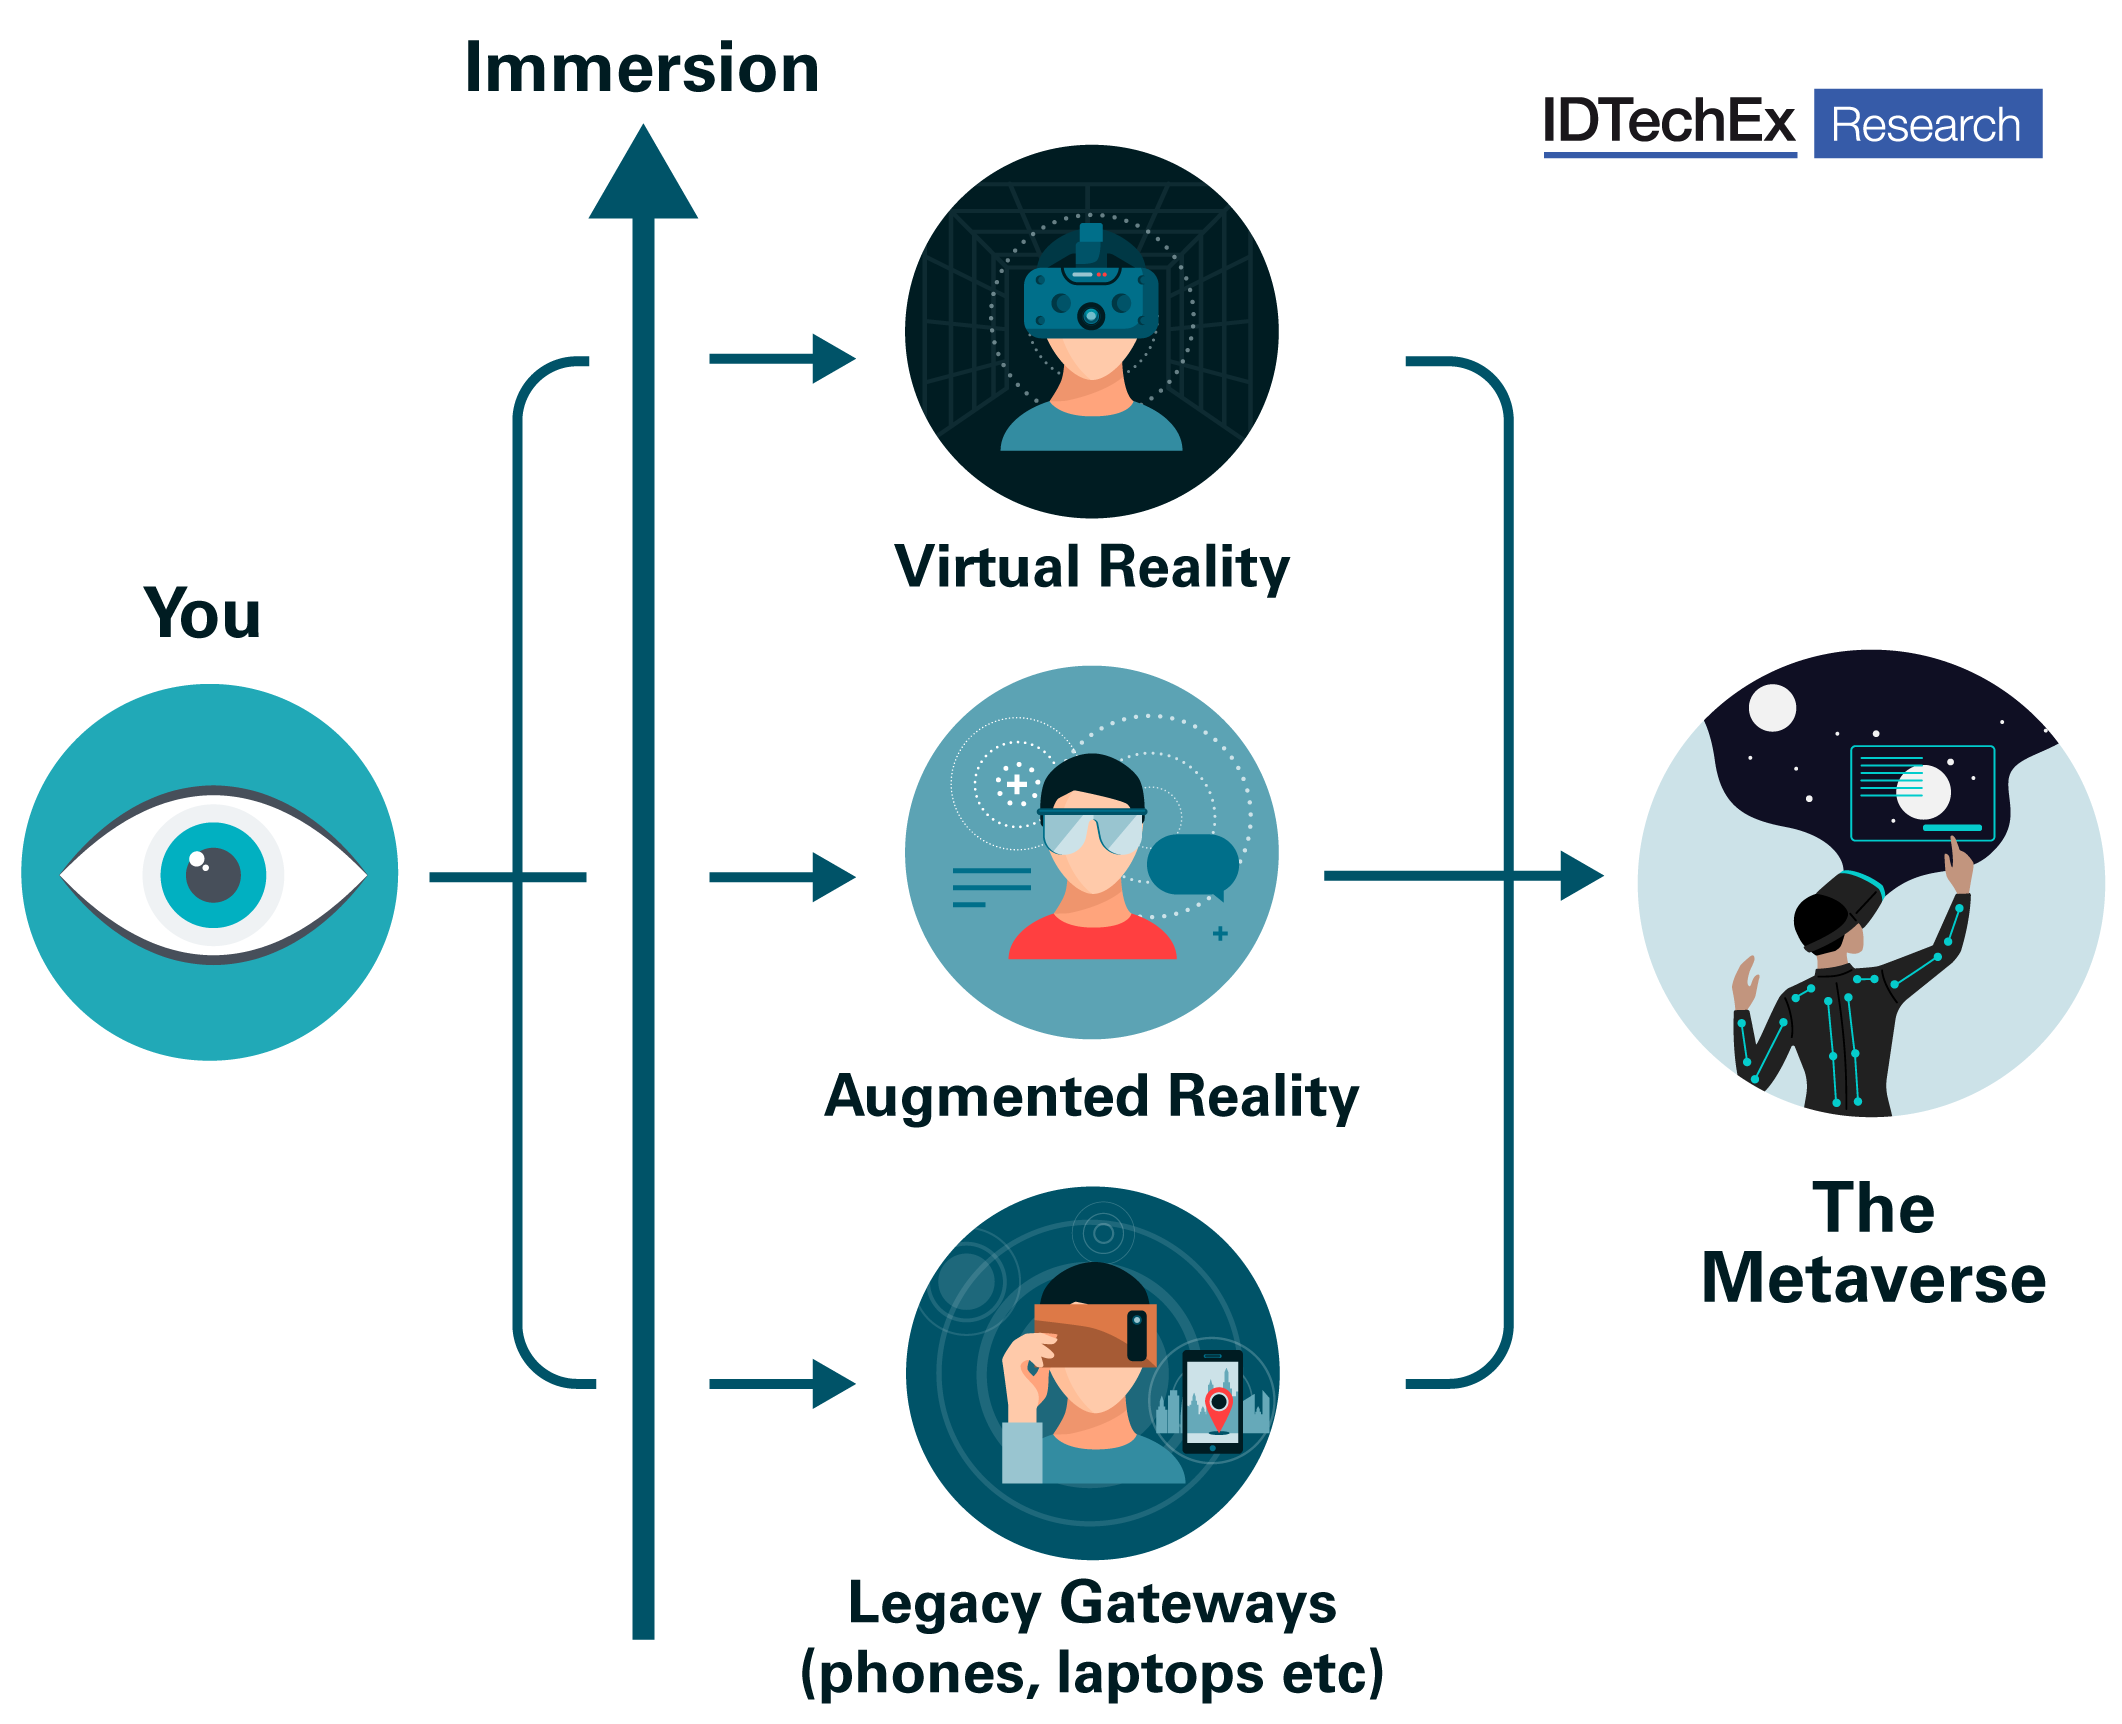 Immersion
IDTechEx Research
Virtual Reality
You
Augmented Reality
The
Metaverse
Legacy Gateways
(phones, laptops etc)